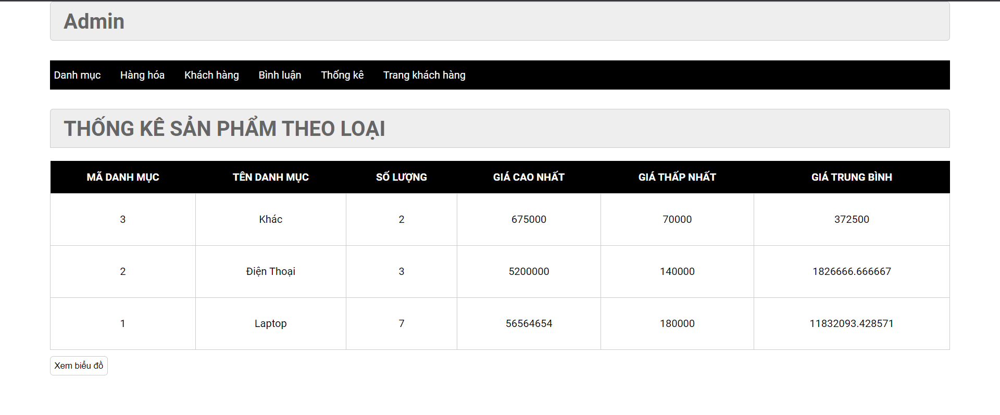 Admin
Danh mục Hàng hóa Khách hàng Bình luận Thống kê Trang khách hàng
THỐNG KÊ SẢN PHẨM THEO LOẠI
MÃ DANH MỤC TÊN DANH MỤC SỐ LƯỢNG GIÁ CAO NHẤT GIÁ THẤP NHẤT GIÁ TRUNG BÌNH
3 Khác 2 675000 70000 372500
2 Điện Thoại 3 5200000 140000 1826666.666667
1 Laptop 7 56564654 180000 11832093.428571
Xem biểu đồ